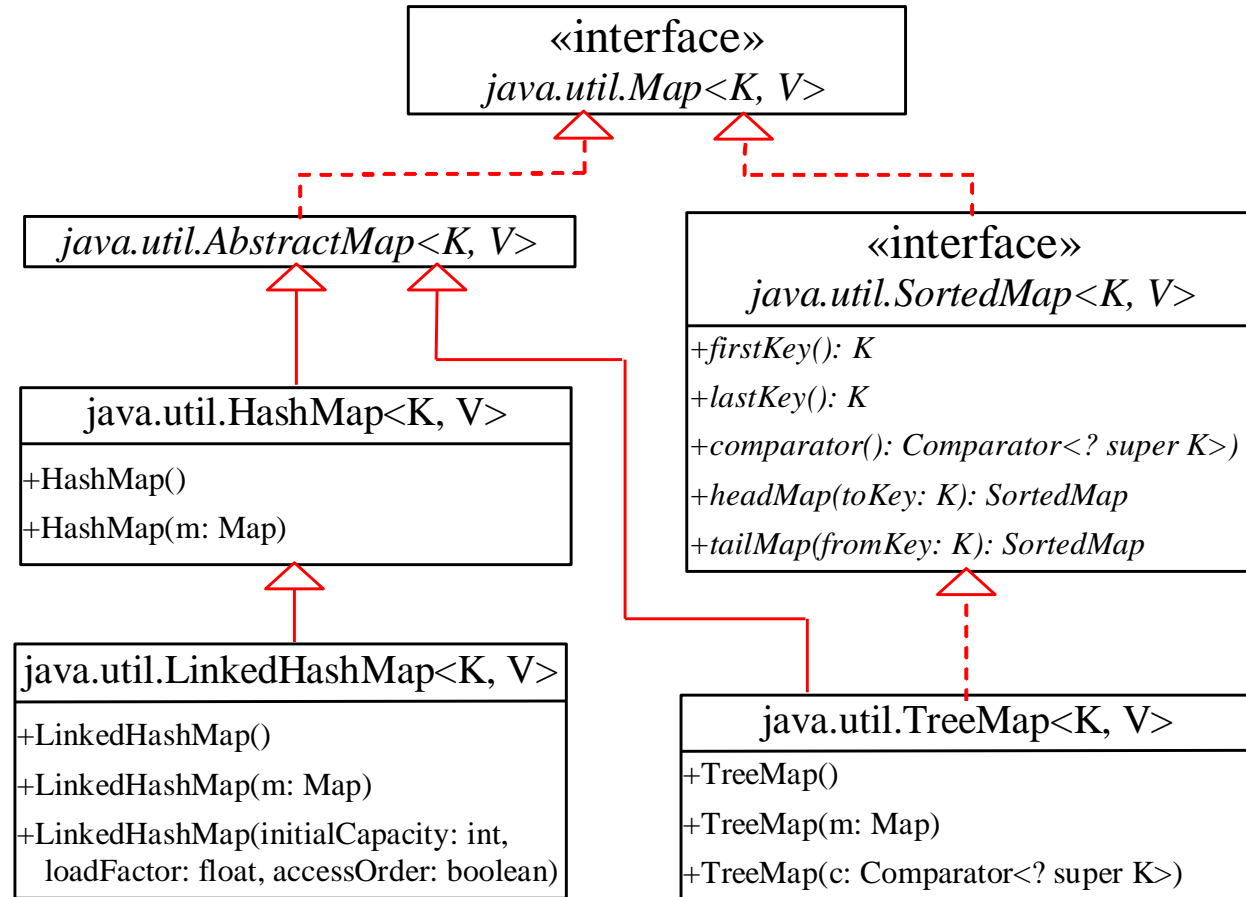 «interface»
java.util.Map<K, V>
java.util.AbstractMap<K, V>
«interface»
java.util.SortedMap<K, V>
+firstKey(): K
+lastKey(): K
+comparator(): Comparator<? super K>)
+headMap(toKey: K): SortedMap
+tailMap(fromKey: K): SortedMap
java.util.HashMap<K, V>
+HashMap()
+HashMap(m: Map)
java.util.LinkedHashMap<K, V>
+LinkedHashMap()
+LinkedHashMap(m: Map)
+LinkedHashMap(initialCapacity: int,
loadFactor: float, accessOrder: boolean)
java.util.TreeMap<K, V>
+TreeMap()
+TreeMap(m: Map)
+TreeMap(c: Comparator<? super K>)